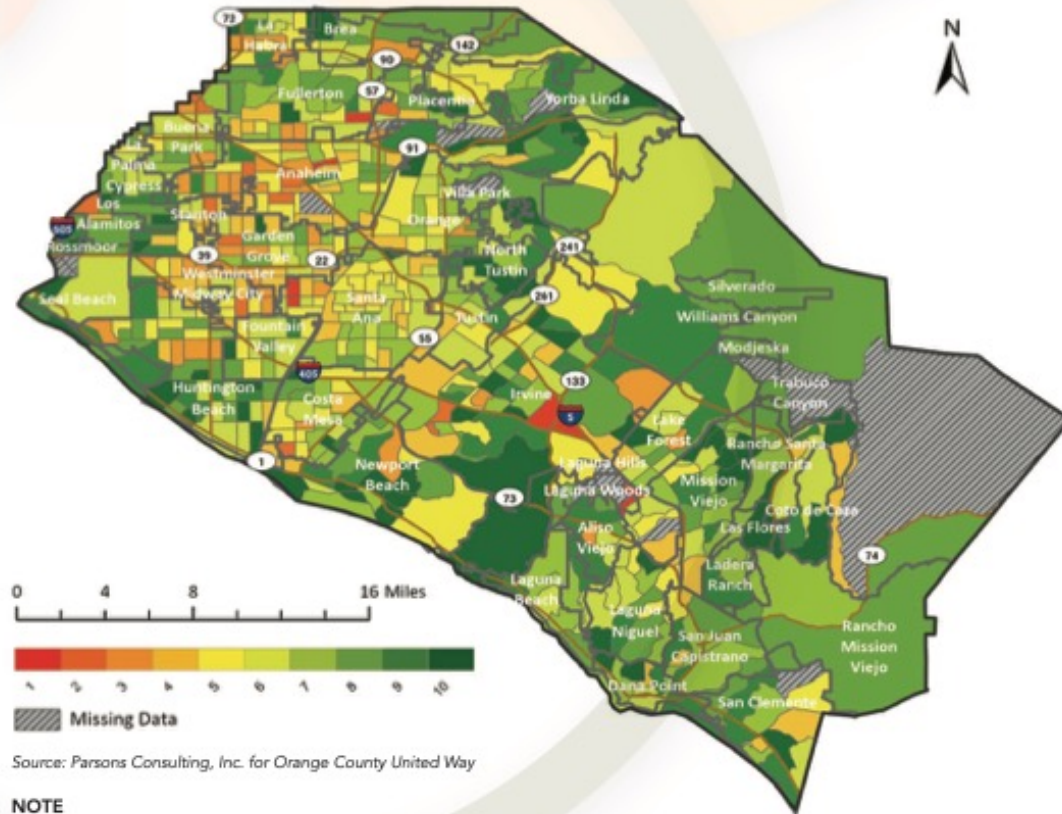 N
72
La
Habra
Brea
142
90
57
Fullerton
Placentia
Yorba Linda
Buena
Park
91
La
Palma
Cypress
Anaheim
Villa Park
Los
Alamitos
Stanton
Orange
605
Rossmoor
Garden
Grove
North
Tustin
241
39
22
Westminster
Midway City
Seal Beach
Santa
Ana
261
Silverado
Tustin
Williams Canyon
Fountain
Valley
55
Modjeska
405
133
Trabuco
Canyon
Huntington
Beach
Costa
Mesa
Irvine
5
Lake
Forest
Rancho Santa
Margarita
1
Newport
Beach
Laguna Hills
Laguna Woods
Mission
Viejo
73
Coto de Caza
Aliso
Viejo
Las Flores
74
Laguna
Beach
Ladera
Ranch
0 4 8 16 Miles
Laguna
Niguel
Rancho
Mission
Viejo
San Juan
Capistrano
Dana Point
San Clemente
1 2 3 4 5 6 7 8 9 10
Missing Data
Source: Parsons Consulting, Inc. for Orange County United Way
NOTE